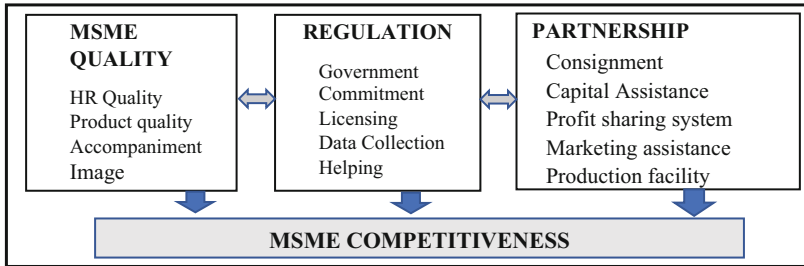 MSME
QUALITY
HR Quality
Product quality
Accompaniment
Image
REGULATION
Government
Commitment
Licensing
Data Collection
Helping
PARTNERSHIP
Consignment
Capital Assistance
Profit sharing system
Marketing assistance
Production facility
MSME COMPETITIVENESS